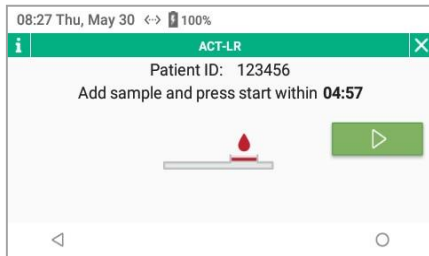 08:27 Thu, May 30 100%
i ACT-LR X
Patient ID: 123456
Add sample and press start within 04:57